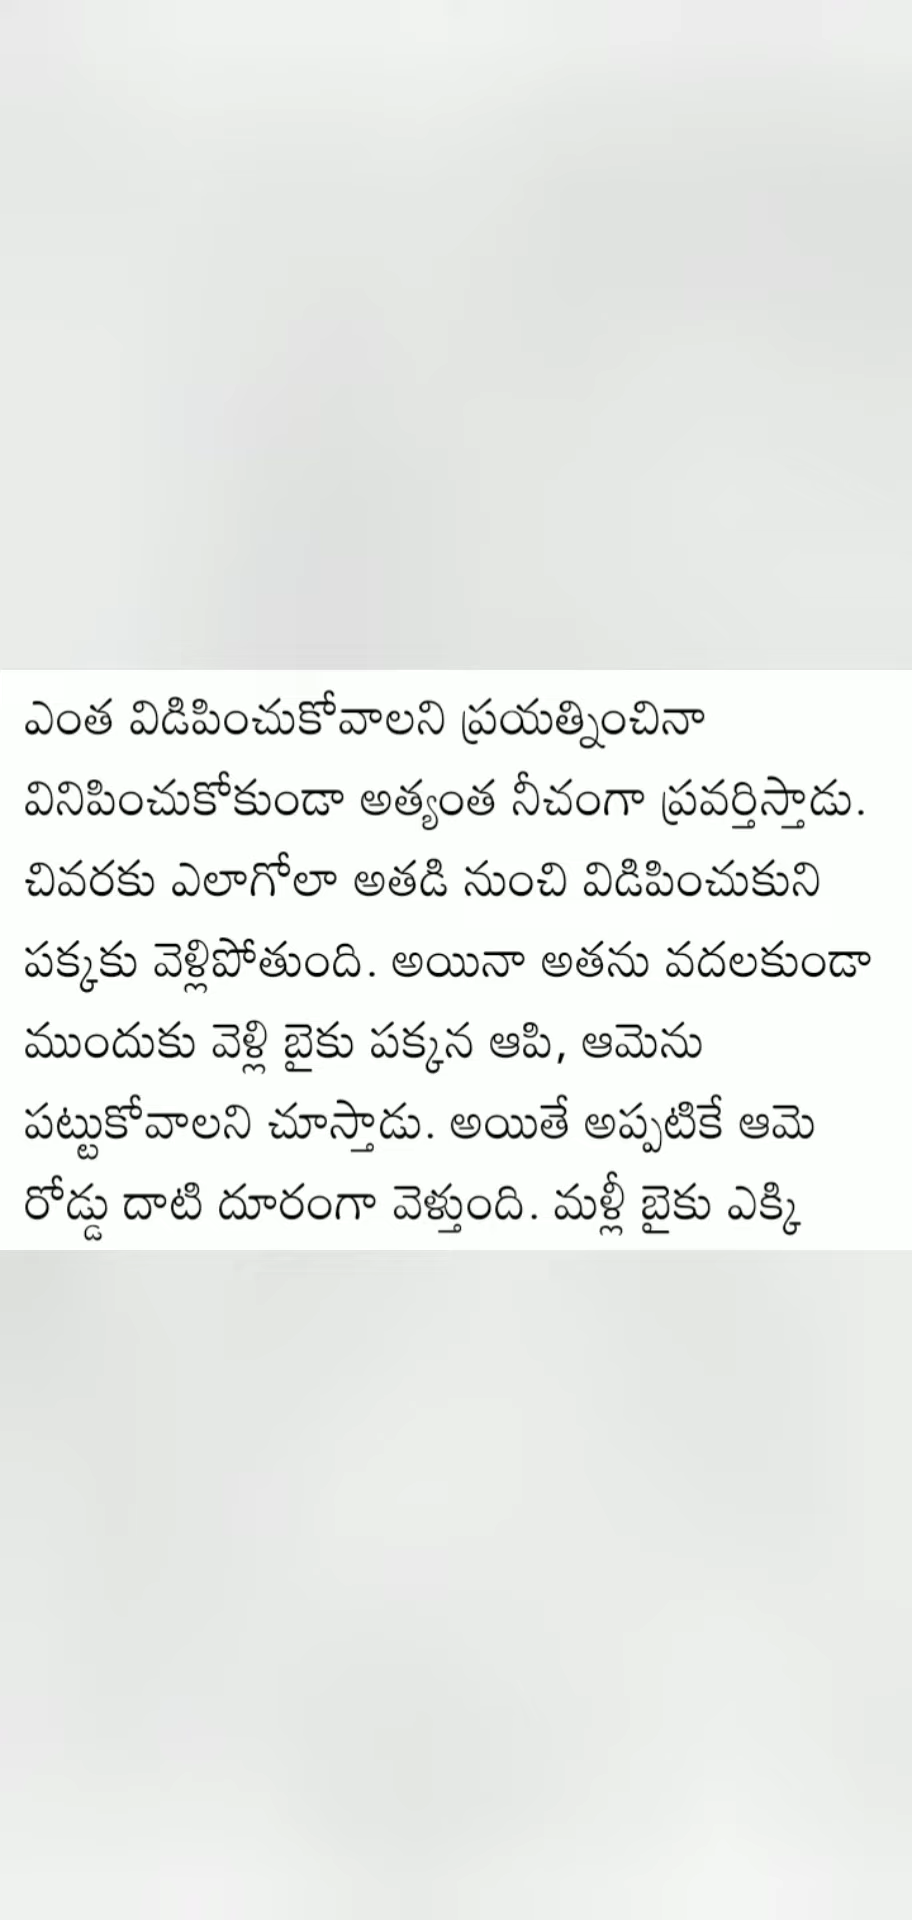 ఎంత విడిపించుకోవాలని ప్రయత్నించినా
వినిపించుకోకుండా అత్యంత నీచంగా ప్రవర్తిస్తాడు.
చివరకు ఎలాగోలా అతడి నుంచి విడిపించుకుని
పక్కకు వెళ్లిపోతుంది. అయినా అతను వదలకుండా
ముందుకు వెళ్లి బైకు పక్కన ఆపి, ఆమెను
పట్టుకోవాలని చూస్తాడు. అయితే అప్పటికే ఆమె
రోడ్డు దాటి దూరంగా వెళ్తుంది. మళ్లీ బైకు ఎక్కి